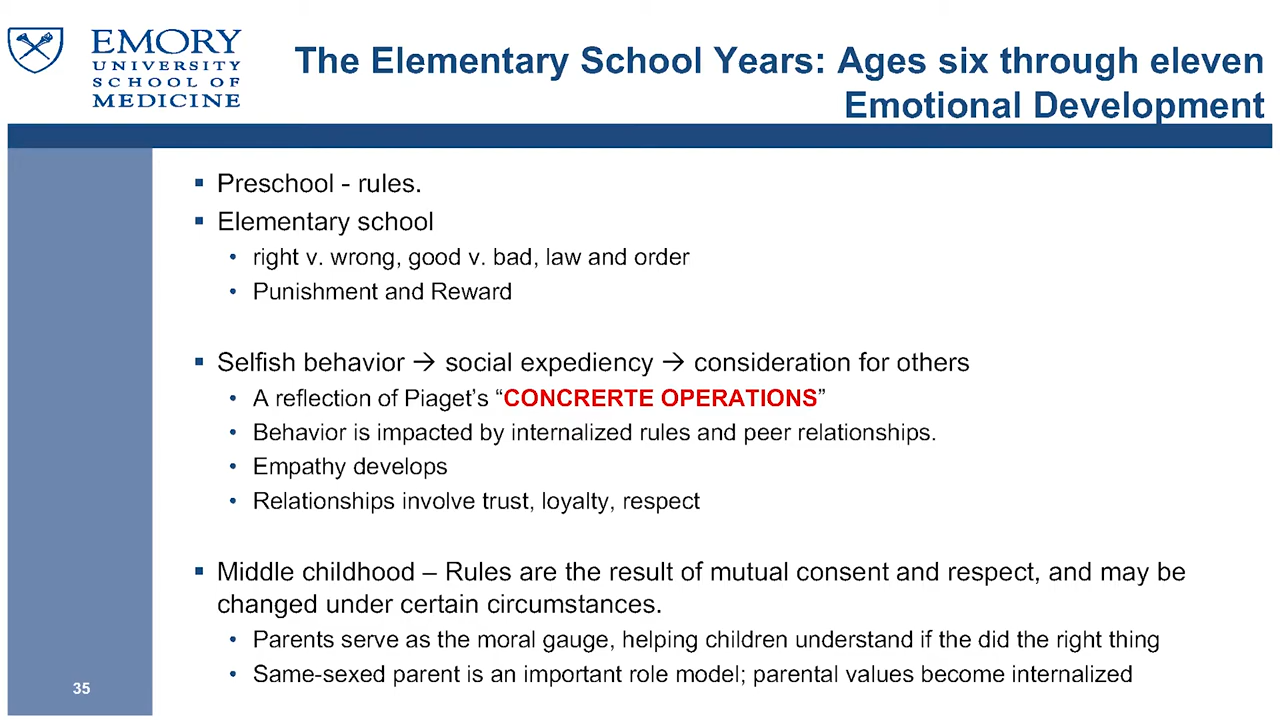 EMORY
UNIVERSITY
SCHOOL OF
MEDICINE
The Elementary School Years: Ages six through eleven
Emotional Development
▪ Preschool - rules.
▪ Elementary school
• right v. wrong, good v. bad, law and order
• Punishment and Reward
▪ Selfish behavior → social expediency → consideration for others
• A reflection of Piaget’s “CONCRERTE OPERATIONS”
• Behavior is impacted by internalized rules and peer relationships.
• Empathy develops
• Relationships involve trust, loyalty, respect
▪ Middle childhood – Rules are the result of mutual consent and respect, and may be
changed under certain circumstances.
• Parents serve as the moral gauge, helping children understand if the did the right thing
• Same-sexed parent is an important role model; parental values become internalized
35